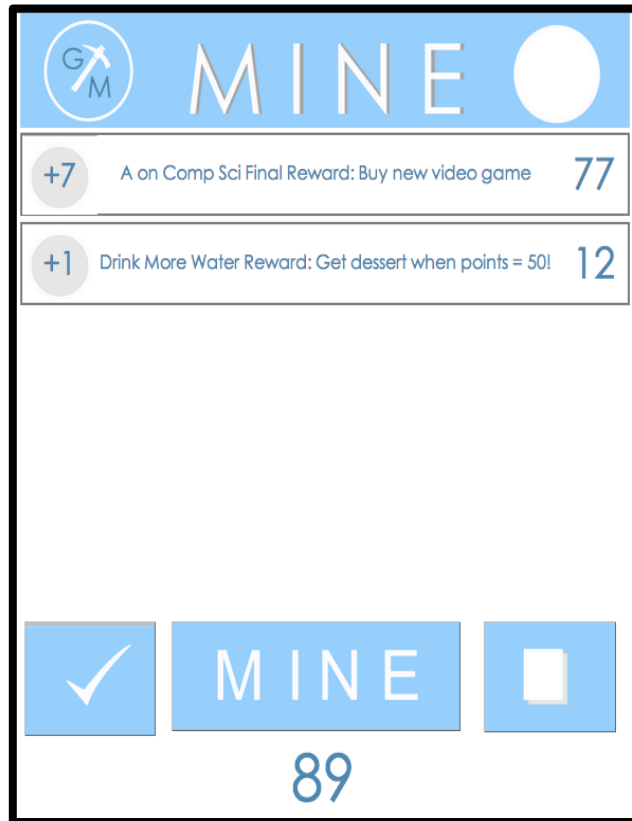 G M
MINE
+7 A on Comp Sci Final Reward: Buy new video game 77
+1 Drink More Water Reward: Get dessert when points = 50! 12
MINE
89